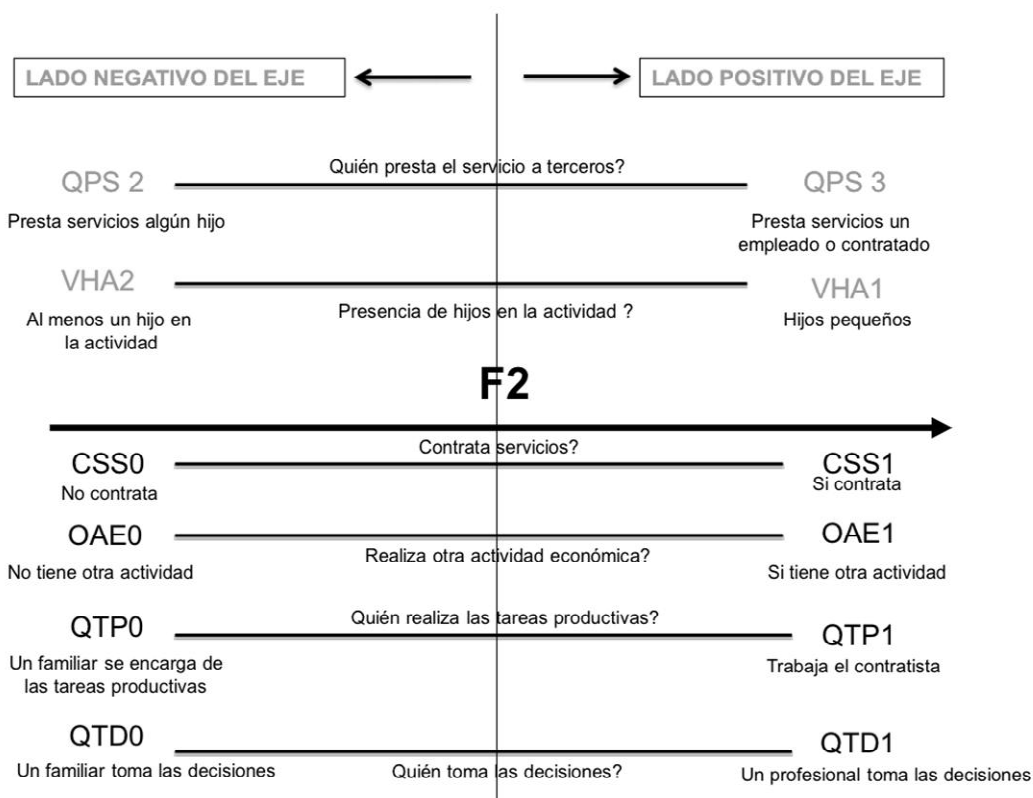 LADO NEGATIVO DEL EJE
LADO POSITIVO DEL EJE
Quién presta el servicio a terceros?
QPS 2
QPS 3
Presta servicios algún hijo
Presta servicios un
empleado o contratado
VHA2
VHA1
Presencia de hijos en la actividad ?
Al menos un hijo en
la actividad
Hijos pequeños
F2
Contrata servicios?
CSS0
CSS1
No contrata
Si contrata
OAE0
OAE1
Realiza otra actividad económica?
No tiene otra actividad
Si tiene otra actividad
Quién realiza las tareas productivas?
QTP0
QTP1
Un familiar se encarga de
las tareas productivas
Trabaja el contratista
QTD0
QTD1
Un familiar toma las decisiones
Quién toma las decisiones?
Un profesional toma las decisiones